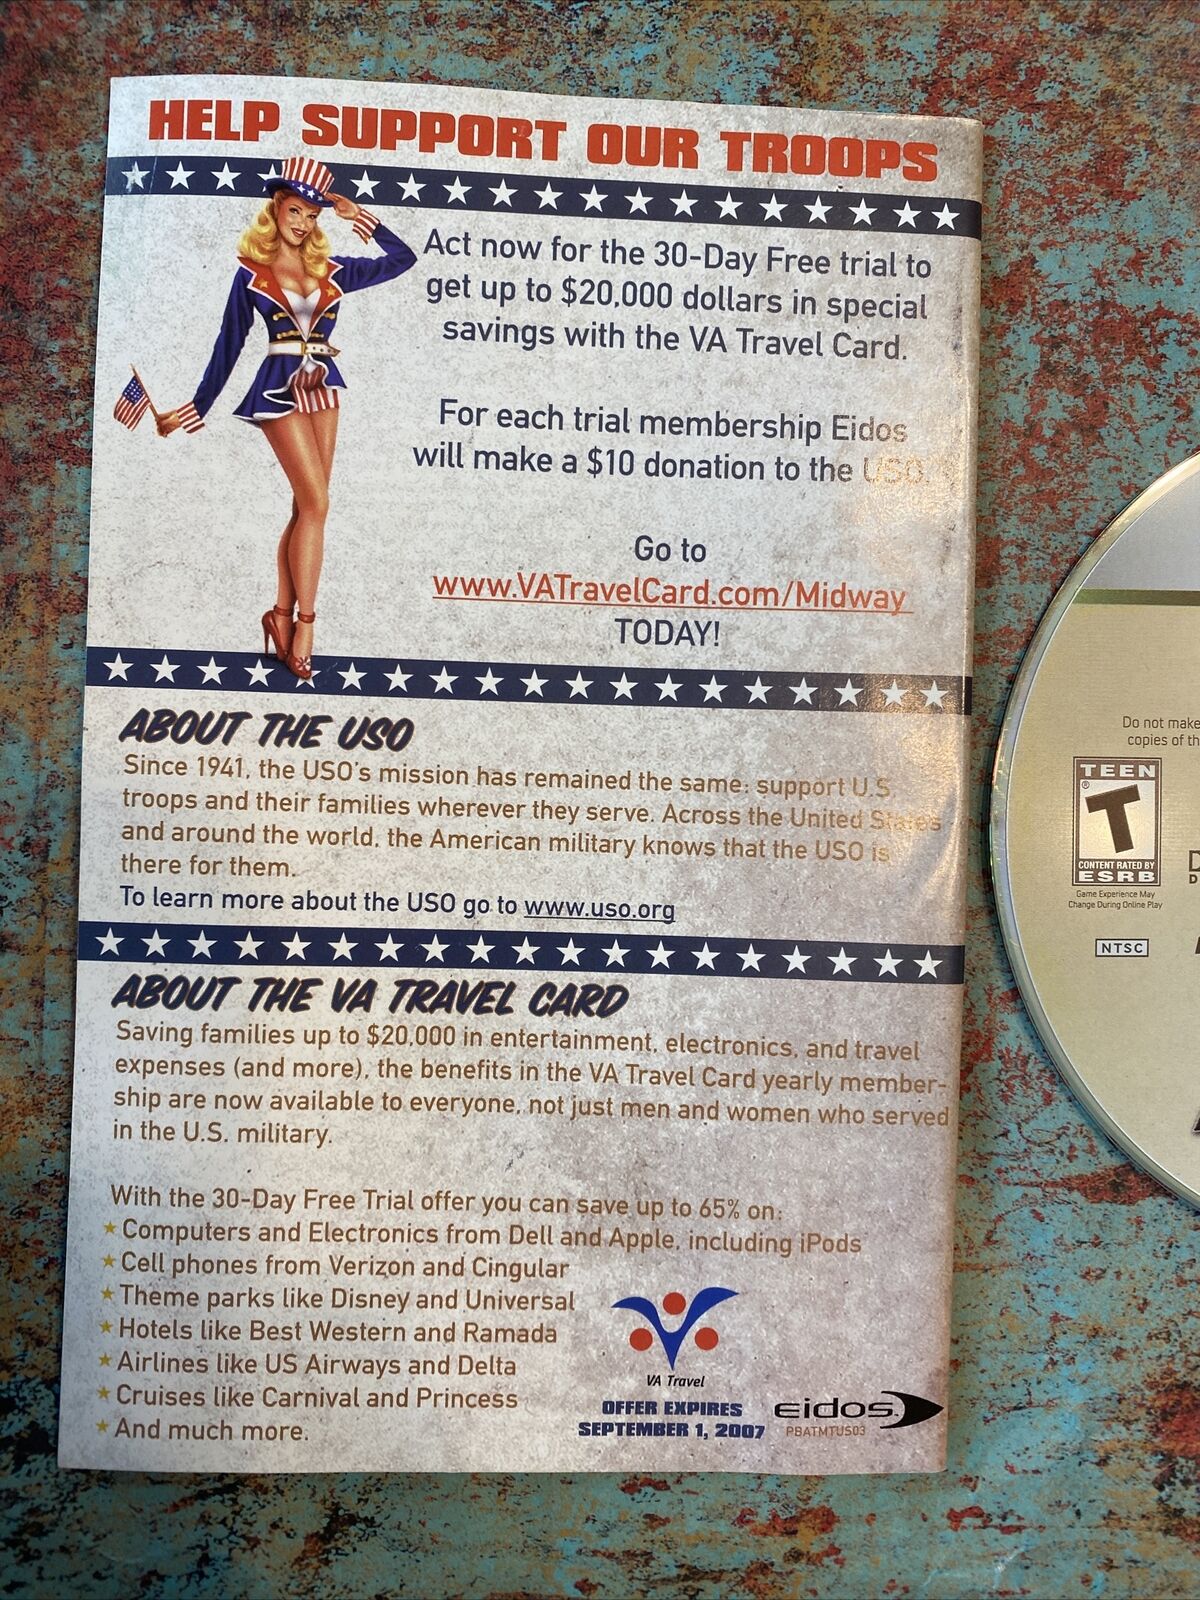 HELP SUPPORT OUR TROOPS
Act now for the 30-Day Free trial to
get up to $20,000 dollars in special
savings with the VA Travel Card.
For each trial membership Eidos
will make a $10 donation to the USO.
Go to
www.VATravelCard.com/Midway
TODAY!
ABOUT THE USO
Since 1941, the USO's mission has remained the same: support U.S.
troops and their families wherever they serve. Across the United States
and around the world, the American military knows that the USO is
there for them.
To learn more about the USO go to www.uso.org
ABOUT THE VA TRAVEL CARD
Saving families up to $20,000 in entertainment, electronics, and travel
expenses (and more), the benefits in the VA Travel Card yearly member-
ship are now available to everyone, not just men and women who served
in the U.S. military.
With the 30-Day Free Trial offer you can save up to 65% on:
Computers and Electronics from Dell and Apple, including iPods
Cell phones from Verizon and Cingular
Theme parks like Disney and Universal
Hotels like Best Western and Ramada
Airlines like US Airways and Delta
Cruises like Carnival and Princess
And much more.
VA Travel
OFFER EXPIRES
SEPTEMBER 1, 2007
eidos
PBATMTUS03
Do not make
copies of th
TEEN
T
®
CONTENT RATED BY
ESRB
Game Experience May
Change During Online Play
NTSC